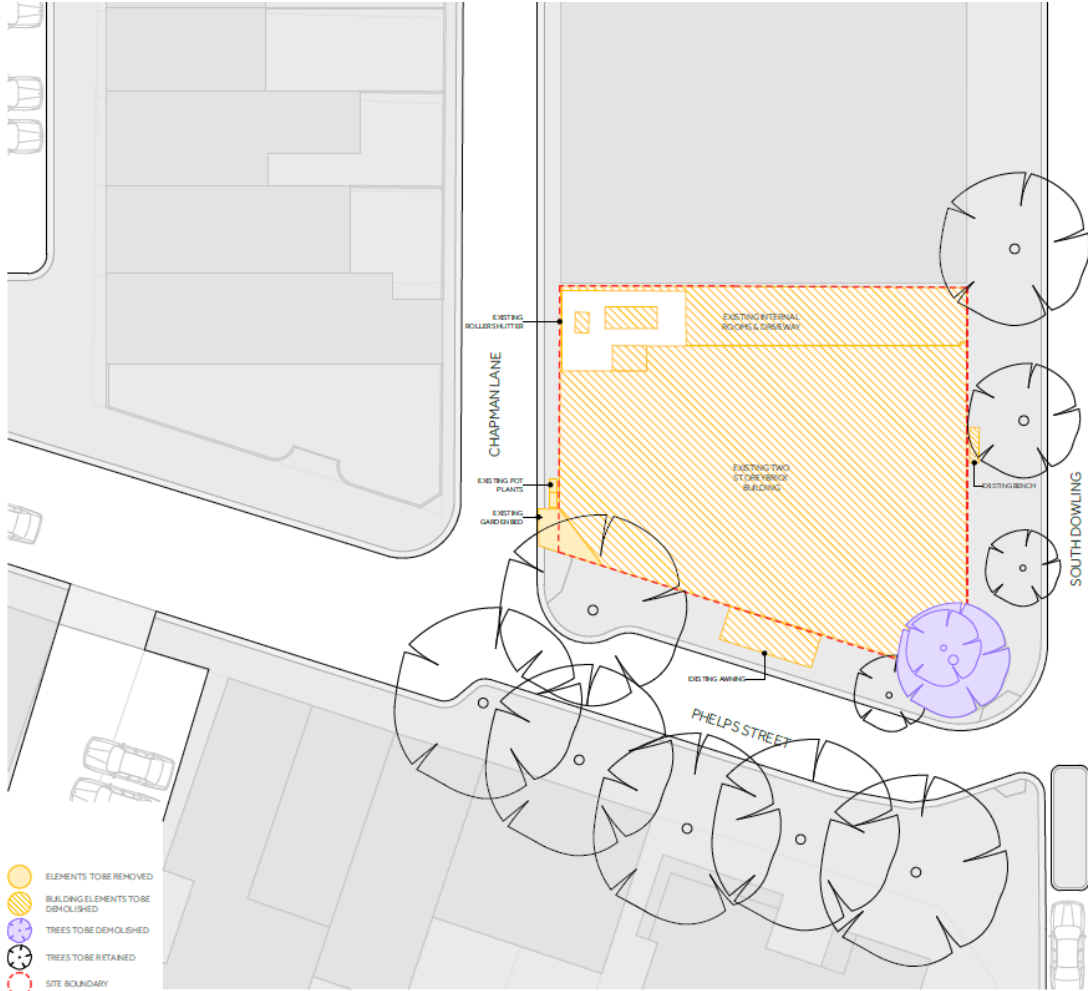 EXISTING INTERNAL
ROOMS & DRIVEWAY
EXISTING
ROLLER SHUTTER
CHAPMAN LANE
EXISTING TWO
STOREY BRICK
BUILDING
EXISTING POT
PLANTS
EXISTING BENCH
EXISTING
GARDEN BED
SOUTH DOWLING
EXISTING AWNING
PHELPS STREET
ELEMENTS TO BE REMOVED
BUILDING ELEMENTS TO BE
DEMOLISHED
TREES TO BE DEMOLISHED
TREES TO BE RETAINED
SITE BOUNDARY